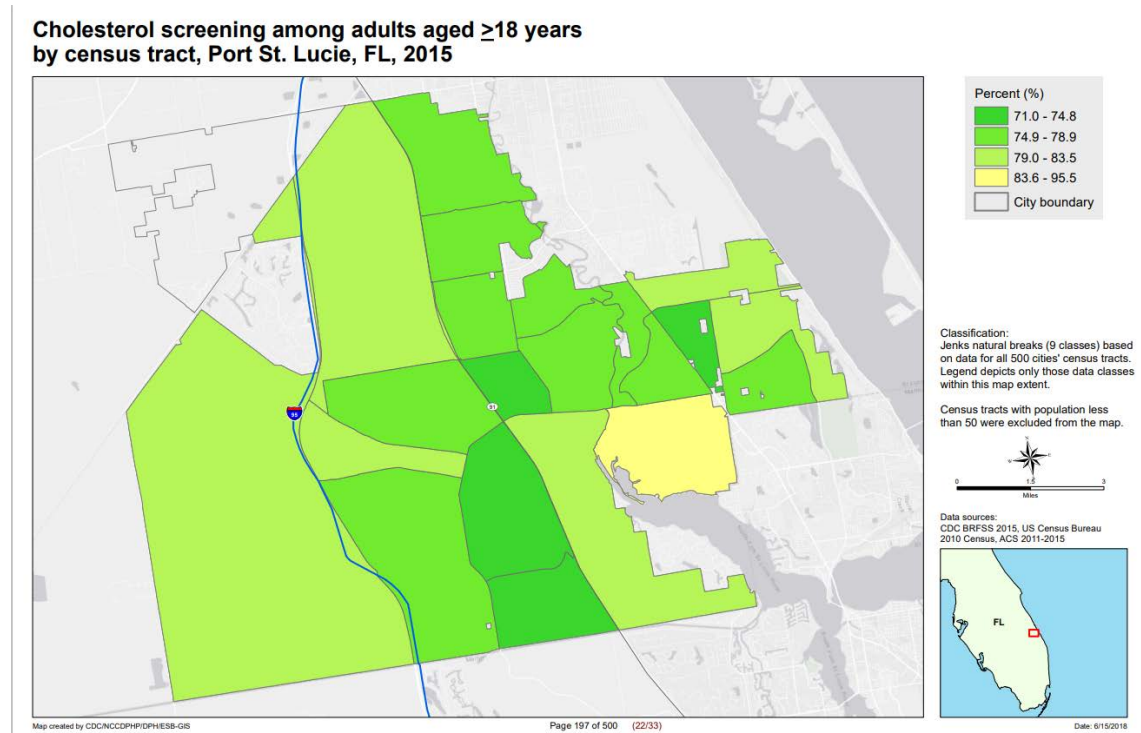 Cholesterol screening among adults aged >18 years
by census tract, Port St. Lucie, FL, 2015
Percent (%)
71.0 - 74.8
74.9 - 78.9
79.0 - 83.5
83.6 - 95.5
City boundary
95
91
Classification:
Jenks natural breaks (9 classes) based
on data for all 500 cities' census tracts.
Legend depicts only those data classes
within this map extent.
Census tracts with population less
than 50 were excluded from the map.
N
E
S
W
0 1.5 3
Miles
Data sources:
CDC BRFSS 2015, US Census Bureau
2010 Census, ACS 2011-2015
FL
Map created by CDC/NCCDPHP/DPH/ESB-GIS
Page 197 of 500 (22/33)
Date: 6/15/2018